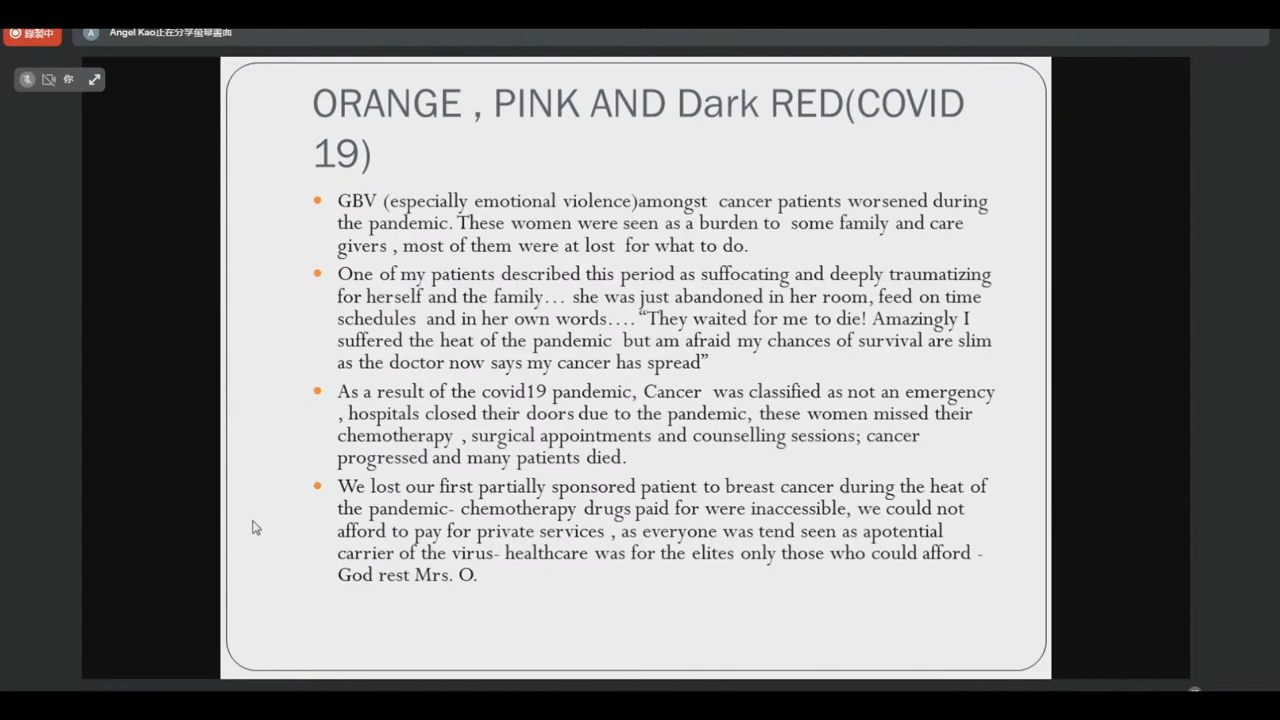 錄製中
A Angel Kao正在分享螢幕畫面
你
ORANGE , PINK AND Dark RED(COVID
19)
GBV (especially emotional violence)amongst cancer patients worsened during
the pandemic. These women were seen as a burden to some family and care
givers , most of them were at lost for what to do.
One of my patients described this period as suffocating and deeply traumatizing
for herself and the family… she was just abandoned in her room, feed on time
schedules and in her own words…. “They waited for me to die! Amazingly I
suffered the heat of the pandemic but am afraid my chances of survival are slim
as the doctor now says my cancer has spread”
As a result of the covid19 pandemic, Cancer was classified as not an emergency
, hospitals closed their doors due to the pandemic, these women missed their
chemotherapy , surgical appointments and counselling sessions; cancer
progressed and many patients died.
We lost our first partially sponsored patient to breast cancer during the heat of
the pandemic- chemotherapy drugs paid for were inaccessible, we could not
afford to pay for private services , as everyone was tend seen as apotential
carrier of the virus- healthcare was for the elites only those who could afford -
God rest Mrs. O.